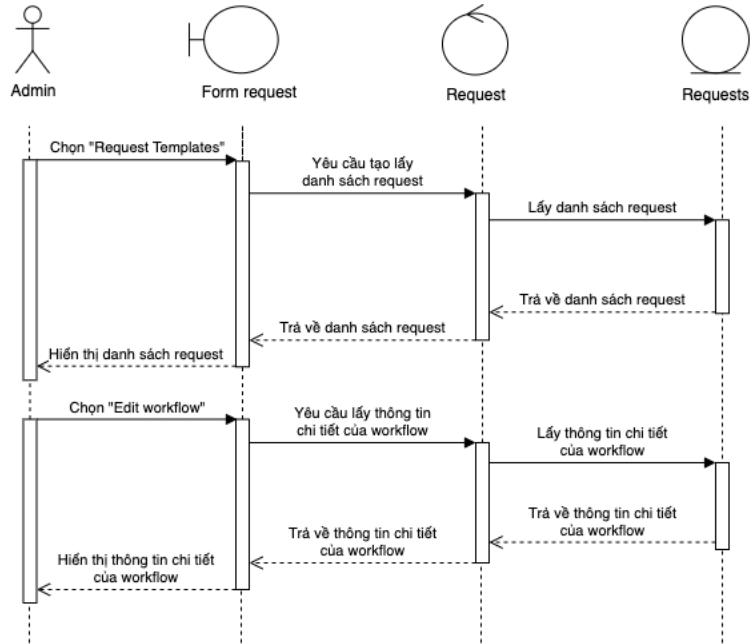 Admin
Form request
Request
Requests
Chọn "Request Templates"
Yêu cầu tạo lấy
danh sách request
Lấy danh sách request
Trả về danh sách request
Trả về danh sách request
Hiển thị danh sách request
Chọn "Edit workflow"
Yêu cầu lấy thông tin
chi tiết của workflow
Lấy thông tin chi tiết
của workflow
Trả về thông tin chi tiết
của workflow
Trả về thông tin chi tiết
của workflow
Hiển thị thông tin chi tiết
của workflow